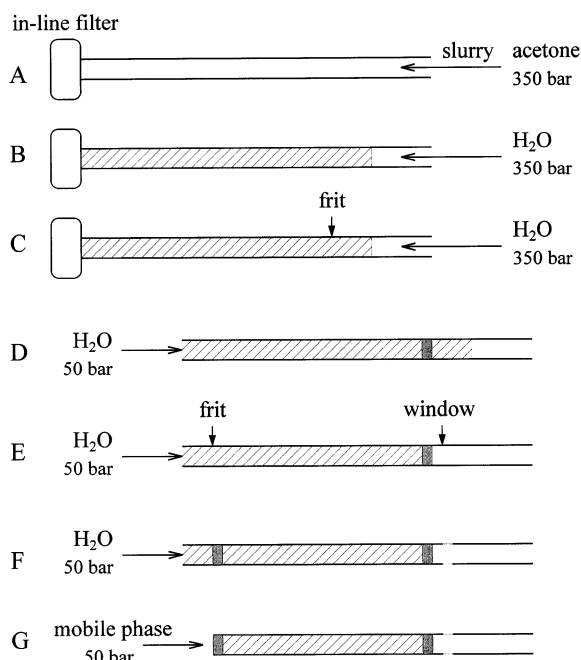 in-line filter
A
slurry
acetone
350 bar
B
H₂O
350 bar
frit
C
H₂O
350 bar
D
H₂O
50 bar
frit
window
E
H₂O
50 bar
F
H₂O
50 bar
G
mobile phase
50 bar